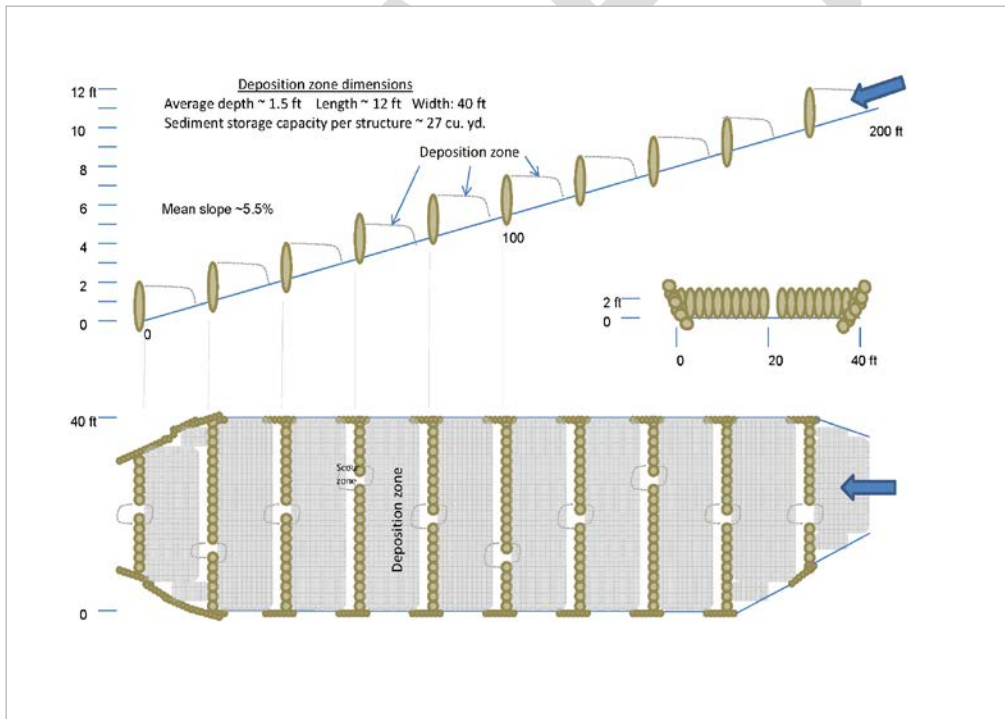 Deposition zone dimensions
Average depth ~ 1.5 ft Length ~ 12 ft Width: 40 ft
Sediment storage capacity per structure ~ 27 cu. yd.
12 ft
10
8
6
4
2
0
Deposition zone
Mean slope ~5.5%
0
100
200 ft
2 ft
0
0
20
40 ft
40 ft
0
Scour
zone
Deposition zone